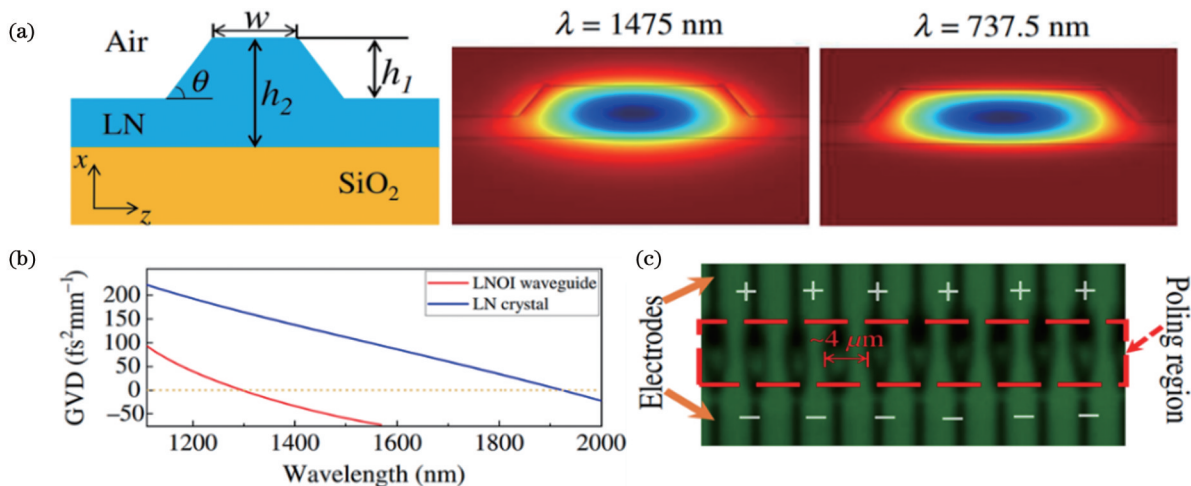 (a)
Air
w
h₁
θ
h₂
LN
x
z
SiO₂
λ = 1475 nm
λ = 737.5 nm
(b)
GVD (fs²mm⁻¹)
200
150
100
50
0
−50
LNOI waveguide
LN crystal
1200 1400 1600 1800 2000
Wavelength (nm)
(c)
Electrodes
+ + + + + +
~4 μm
− − − − − −
Poling region